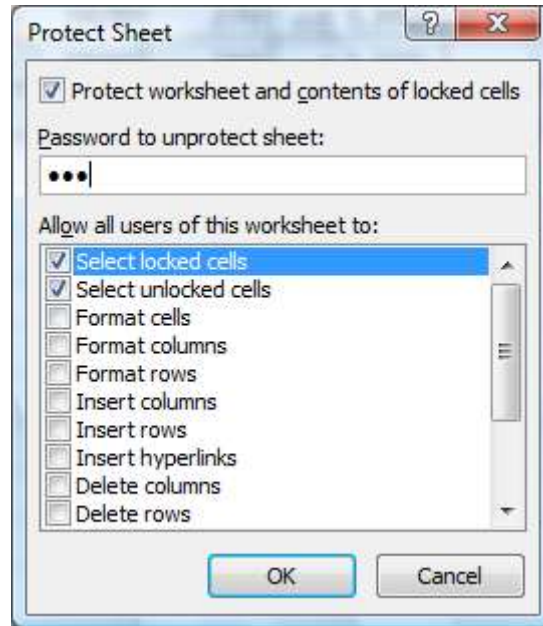 Protect Sheet
Protect worksheet and contents of locked cells
Password to unprotect sheet:
•••
Allow all users of this worksheet to:
Select locked cells
Select unlocked cells
Format cells
Format columns
Format rows
Insert columns
Insert rows
Insert hyperlinks
Delete columns
Delete rows
OK
Cancel